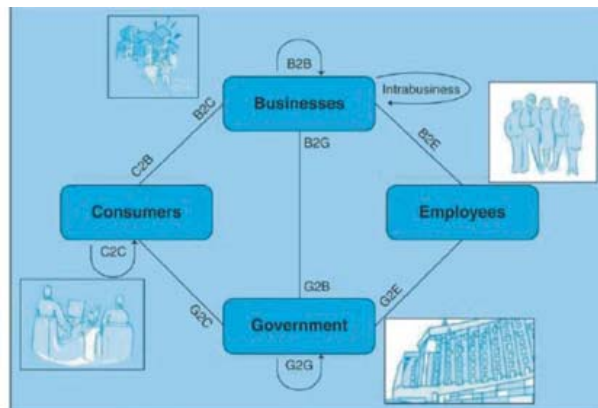 B2B
Businesses
Intrabusiness
B2C
B2G
B2E
C2B
Consumers
Employees
C2C
G2B
G2C
G2E
Government
G2G